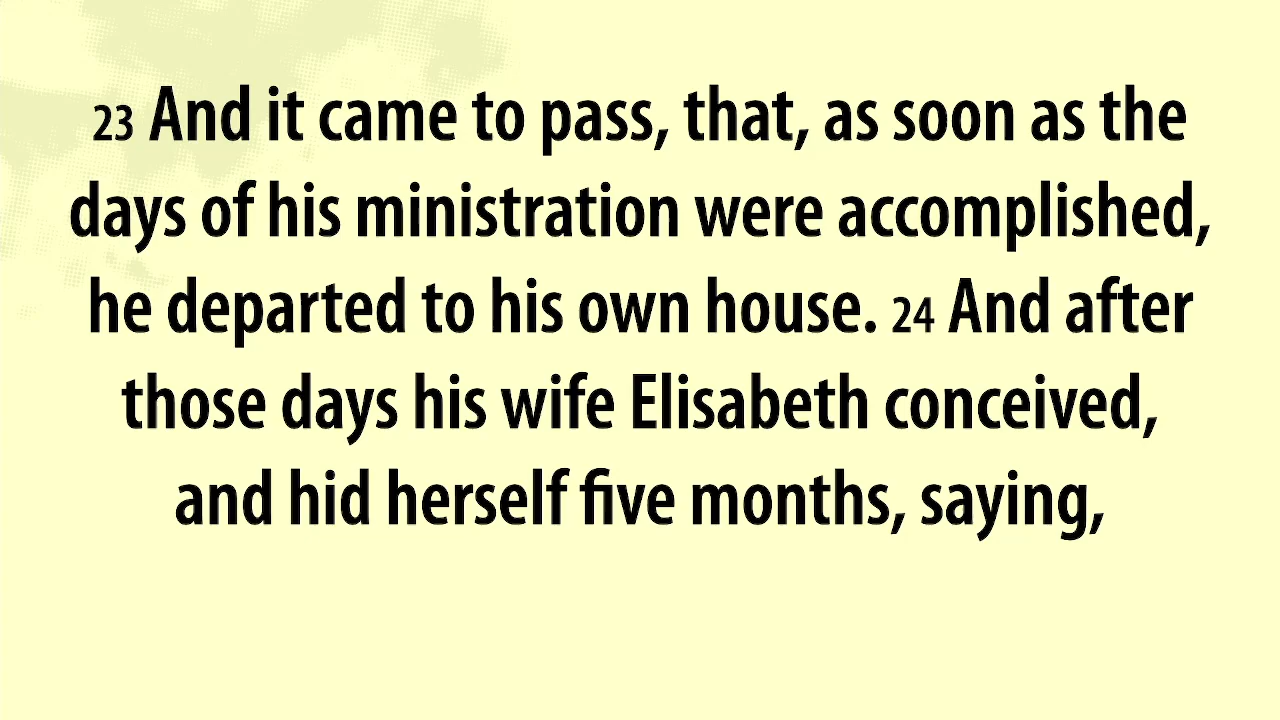 23 And it came to pass, that, as soon as the
days of his ministration were accomplished,
he departed to his own house. 24 And after
those days his wife Elisabeth conceived,
and hid herself five months, saying,